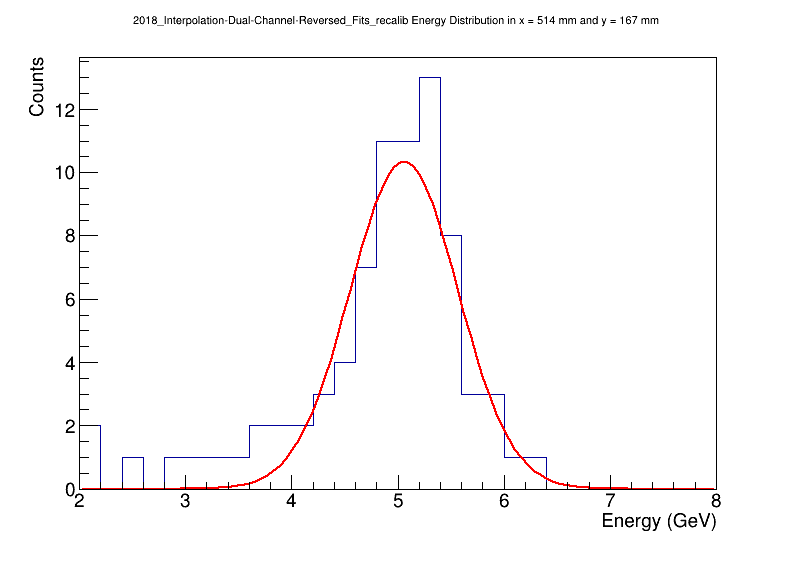 2018_Interpolation-Dual-Channel-Reversed_Fits_recalib Energy Distribution in x = 514 mm and y = 167 mm
Counts
12
10
8
6
4
2
0
2 3 4 5 6 7 8
Energy (GeV)